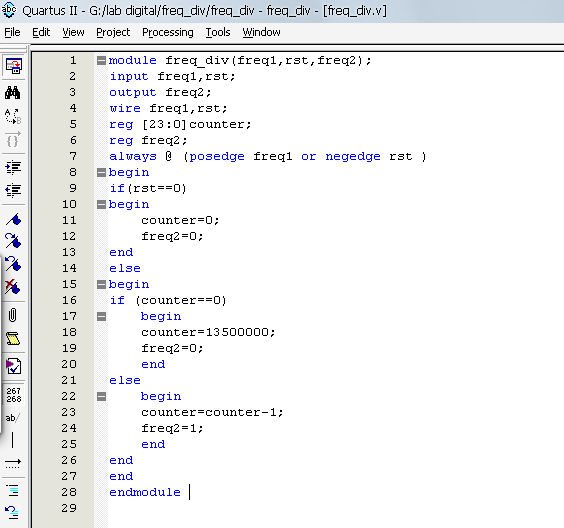 abc Quartus II - G:/lab digital/freq_div/freq_div - freq_div - [freq_div.v]
File Edit View Project Processing Tools Window
1 module freq_div(freq1,rst,freq2);
2 input freq1,rst;
3 output freq2;
4 wire freq1,rst;
5 reg [23:0]counter;
6 reg freq2;
7 always @ (posedge freq1 or negedge rst )
8 begin
9 if(rst==0)
10 begin
11 counter=0;
12 freq2=0;
13 end
14 else
15 begin
16 if (counter==0)
17 begin
18 counter=13500000;
19 freq2=0;
20 end
21 else
22 begin
23 counter=counter-1;
24 freq2=1;
25 end
26 end
27 end
28 endmodule
29
267
268
ab/